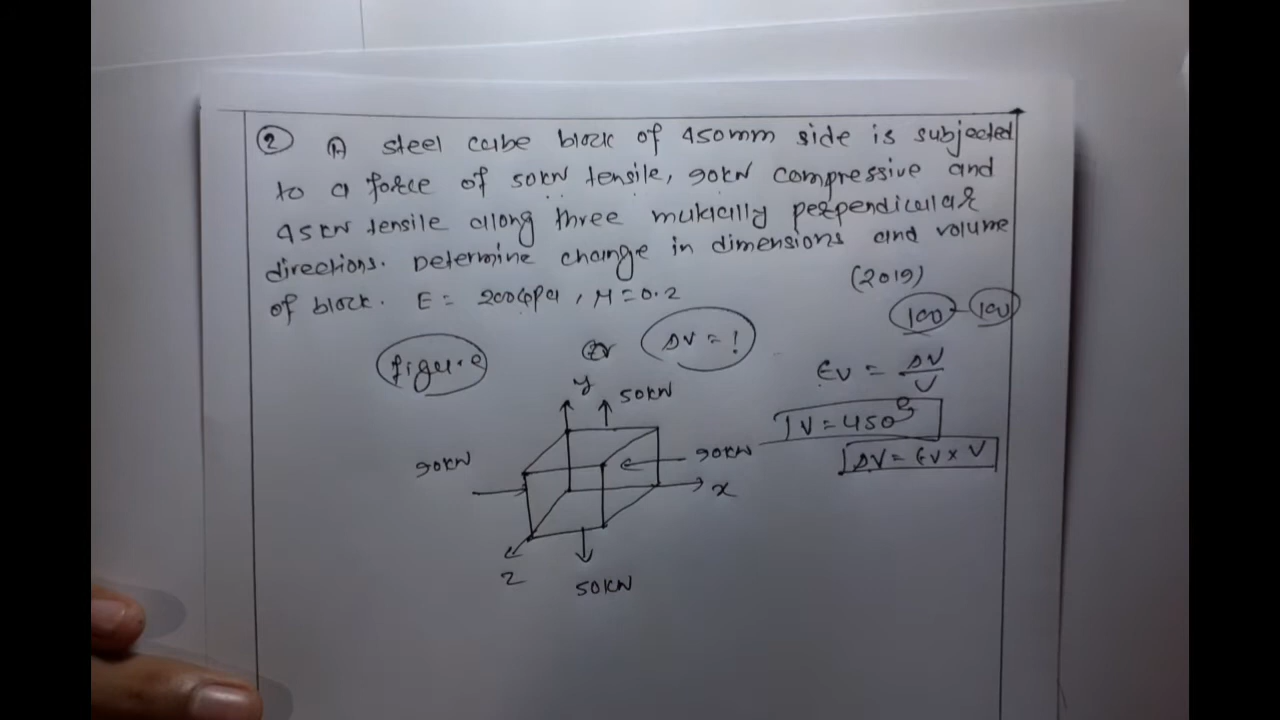 ② A steel cube block of 450mm side is subjected
to a force of 50kN tensile, 90kN compressive and
45kN tensile along three mutually perpendicular
directions. Determine change in dimensions and volume
of block. E = 200GPa, μ = 0.2
(2019)
100 - 100
figure
or
ΔV = !
εv = ΔV/V
V = 450³
ΔV = εv × V
y
50kN
90kN
90kN
x
z
50kN